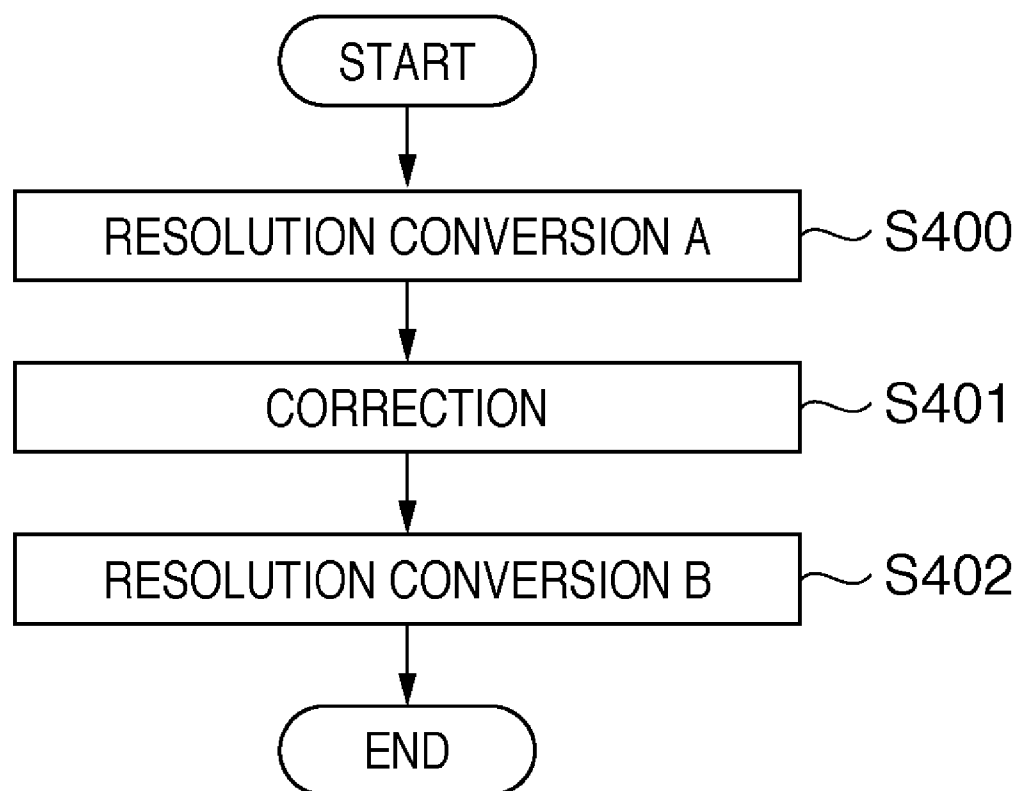 START
RESOLUTION CONVERSION A S400
CORRECTION S401
RESOLUTION CONVERSION B S402
END